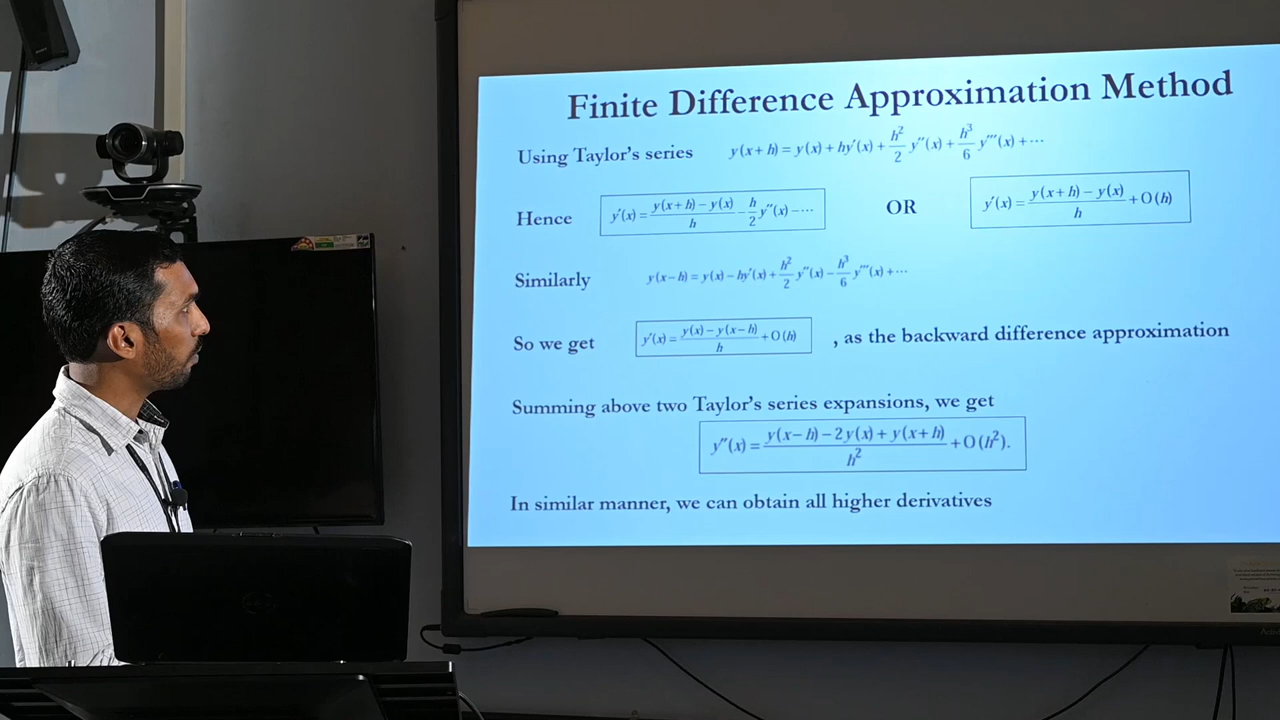 Finite Difference Approximation Method
Using Taylor's series y(x+h) = y(x) + hy′(x) + h²/2 y″(x) + h³/6 y‴(x) + ⋯
Hence y′(x) = (y(x+h) − y(x))/h − h/2 y″(x) − ⋯ OR y′(x) = (y(x+h) − y(x))/h + O(h)
Similarly y(x−h) = y(x) − hy′(x) + h²/2 y″(x) − h³/6 y‴(x) + ⋯
So we get y′(x) = (y(x) − y(x−h))/h + O(h) , as the backward difference approximation
Summing above two Taylor's series expansions, we get
y″(x) = (y(x−h) − 2y(x) + y(x+h))/h² + O(h²).
In similar manner, we can obtain all higher derivatives